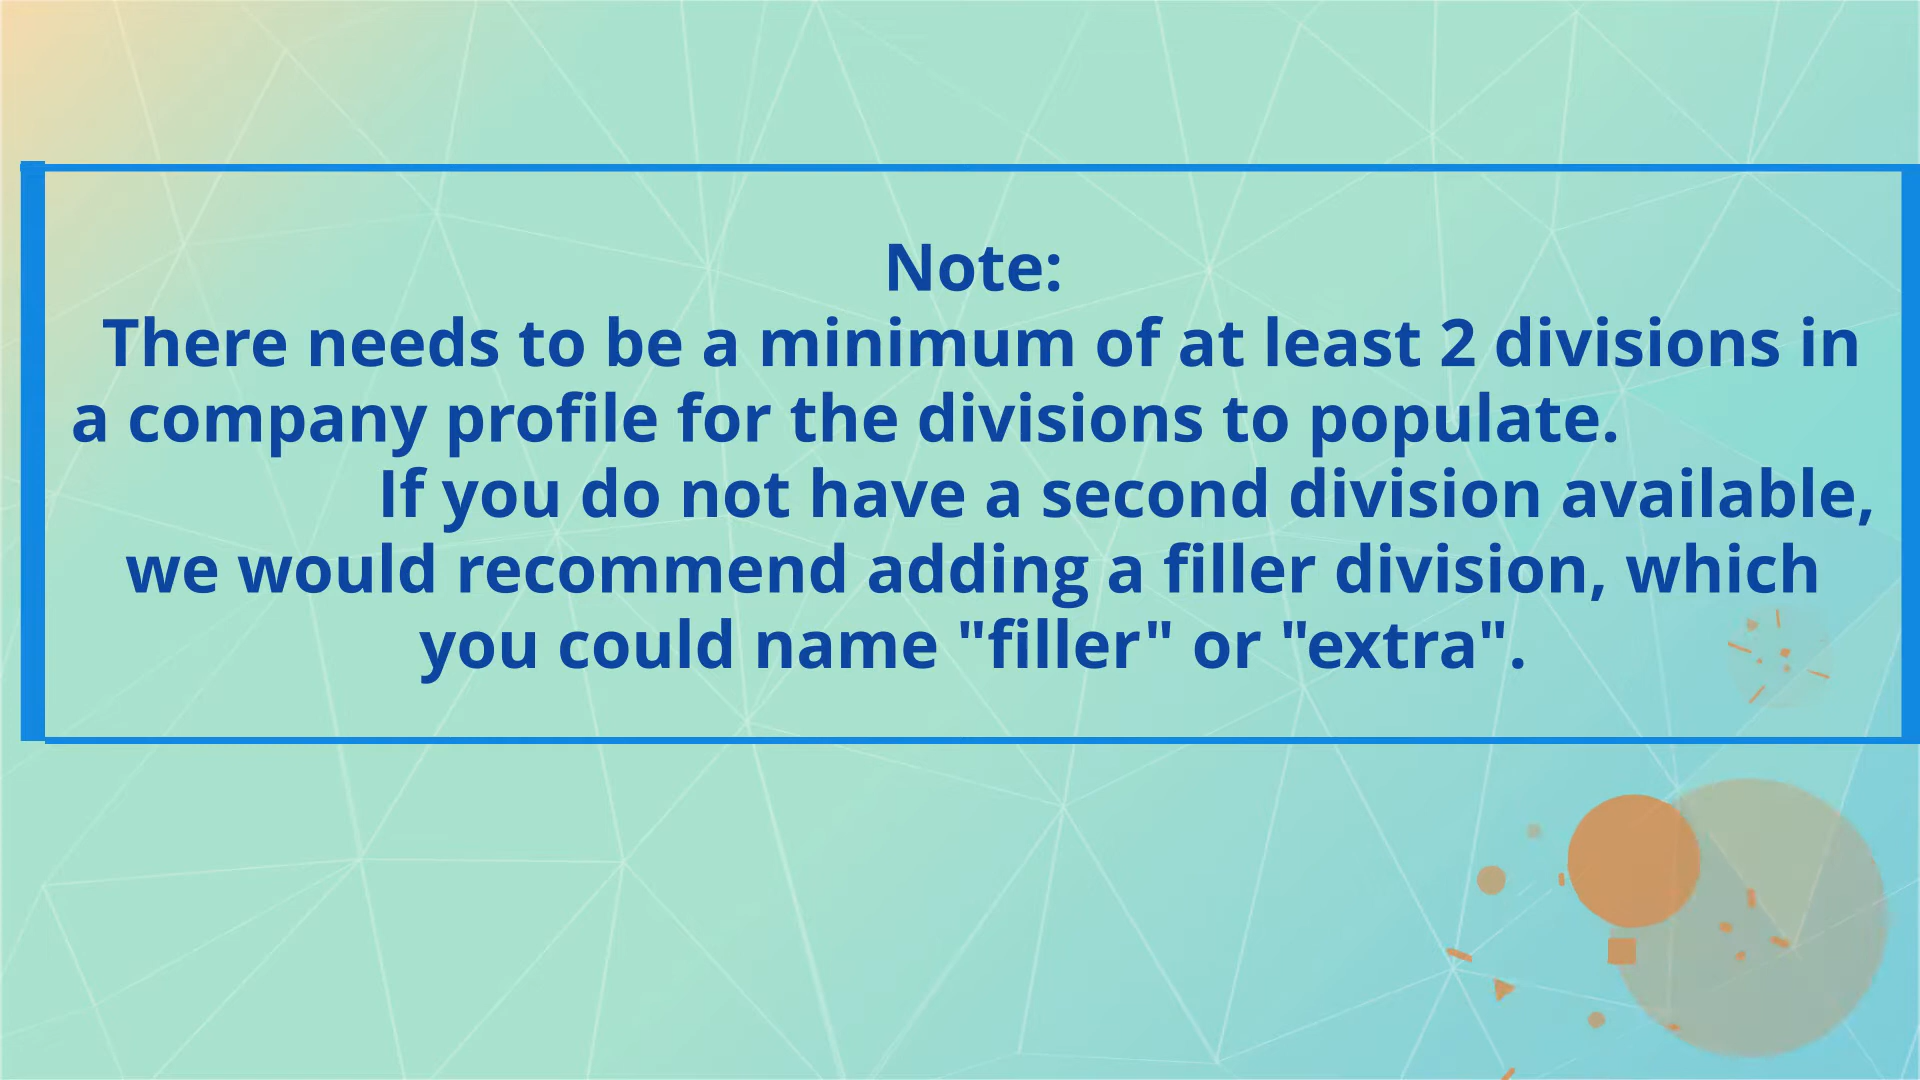 Note:
There needs to be a minimum of at least 2 divisions in
a company profile for the divisions to populate.
If you do not have a second division available,
we would recommend adding a filler division, which
you could name "filler" or "extra".